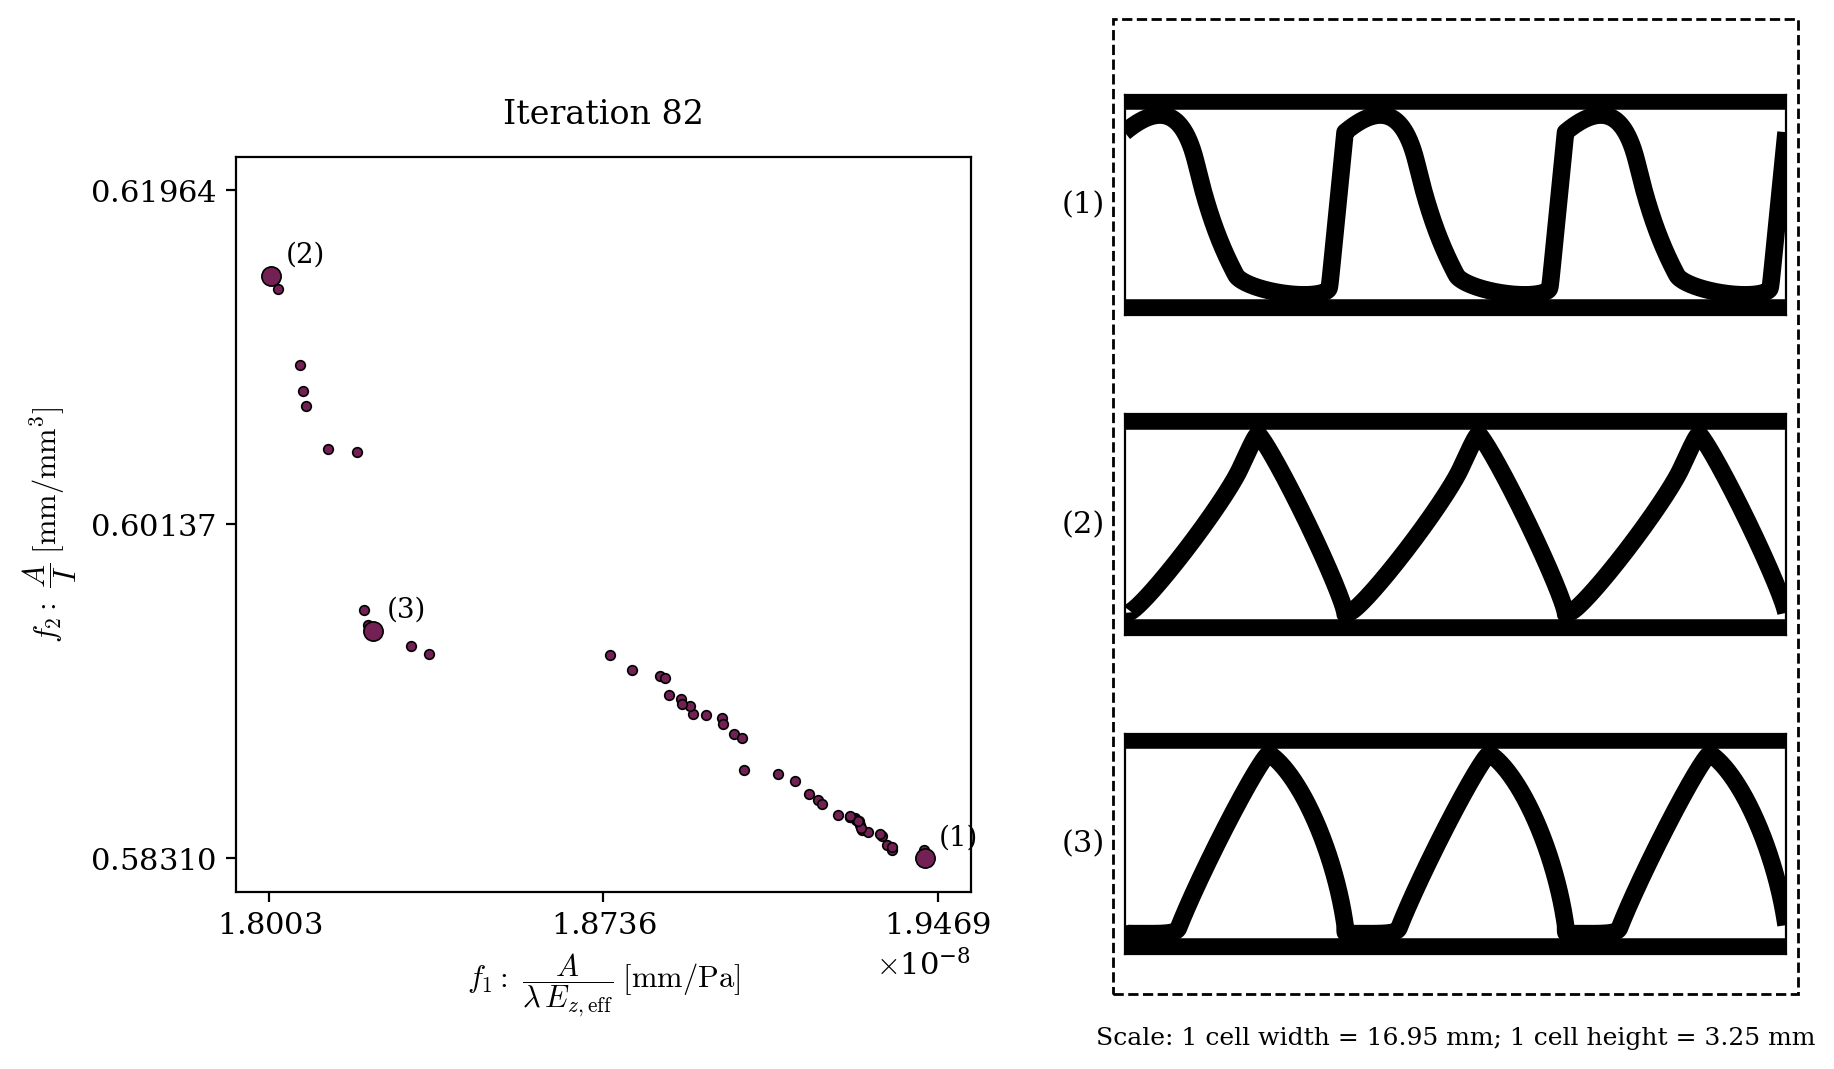 Iteration 82
0.61964
0.60137
0.58310
f₂: A/I [mm/mm³]
(2)
(3)
(1)
1.8003 1.8736 1.9469
×10⁻⁸
f₁: A/(λ E_z,eff) [mm/Pa]
(1)
(2)
(3)
Scale: 1 cell width = 16.95 mm; 1 cell height = 3.25 mm